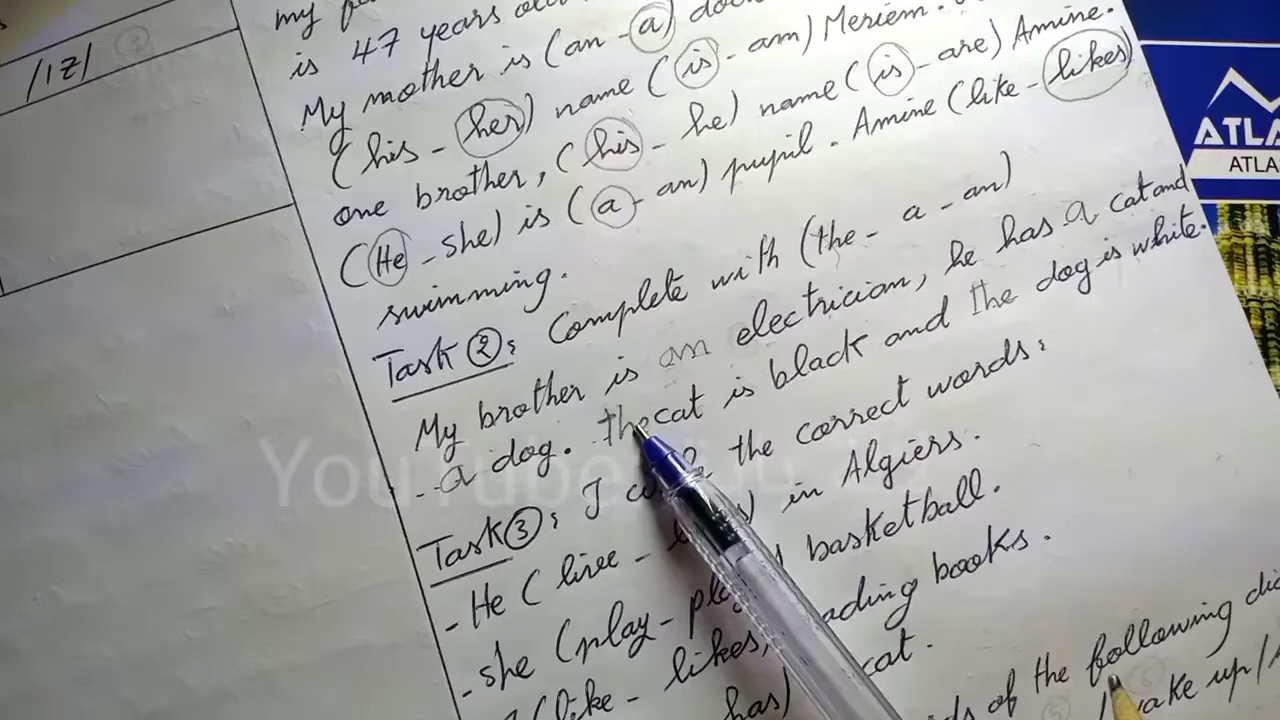 /IZ/
my
is 47 years
My mother is (an - a)
(his - her) name (is - am) Meriem.
one brother, (his - he) name (is - are) Amine.
(He - she) is (a - an) pupil. Amine (like - likes)
swimming.
Task ②: Complete with (the - a - an)
My brother is an electrician, he has a cat and
- a dog. The cat is black and the dog is white.
Task ③: I the correct words:
- He (live - ) in Algiers.
- she (play - basketball.
(like - likes) books.
has) cat.
of the following
wake up/
ATLA
ATLA